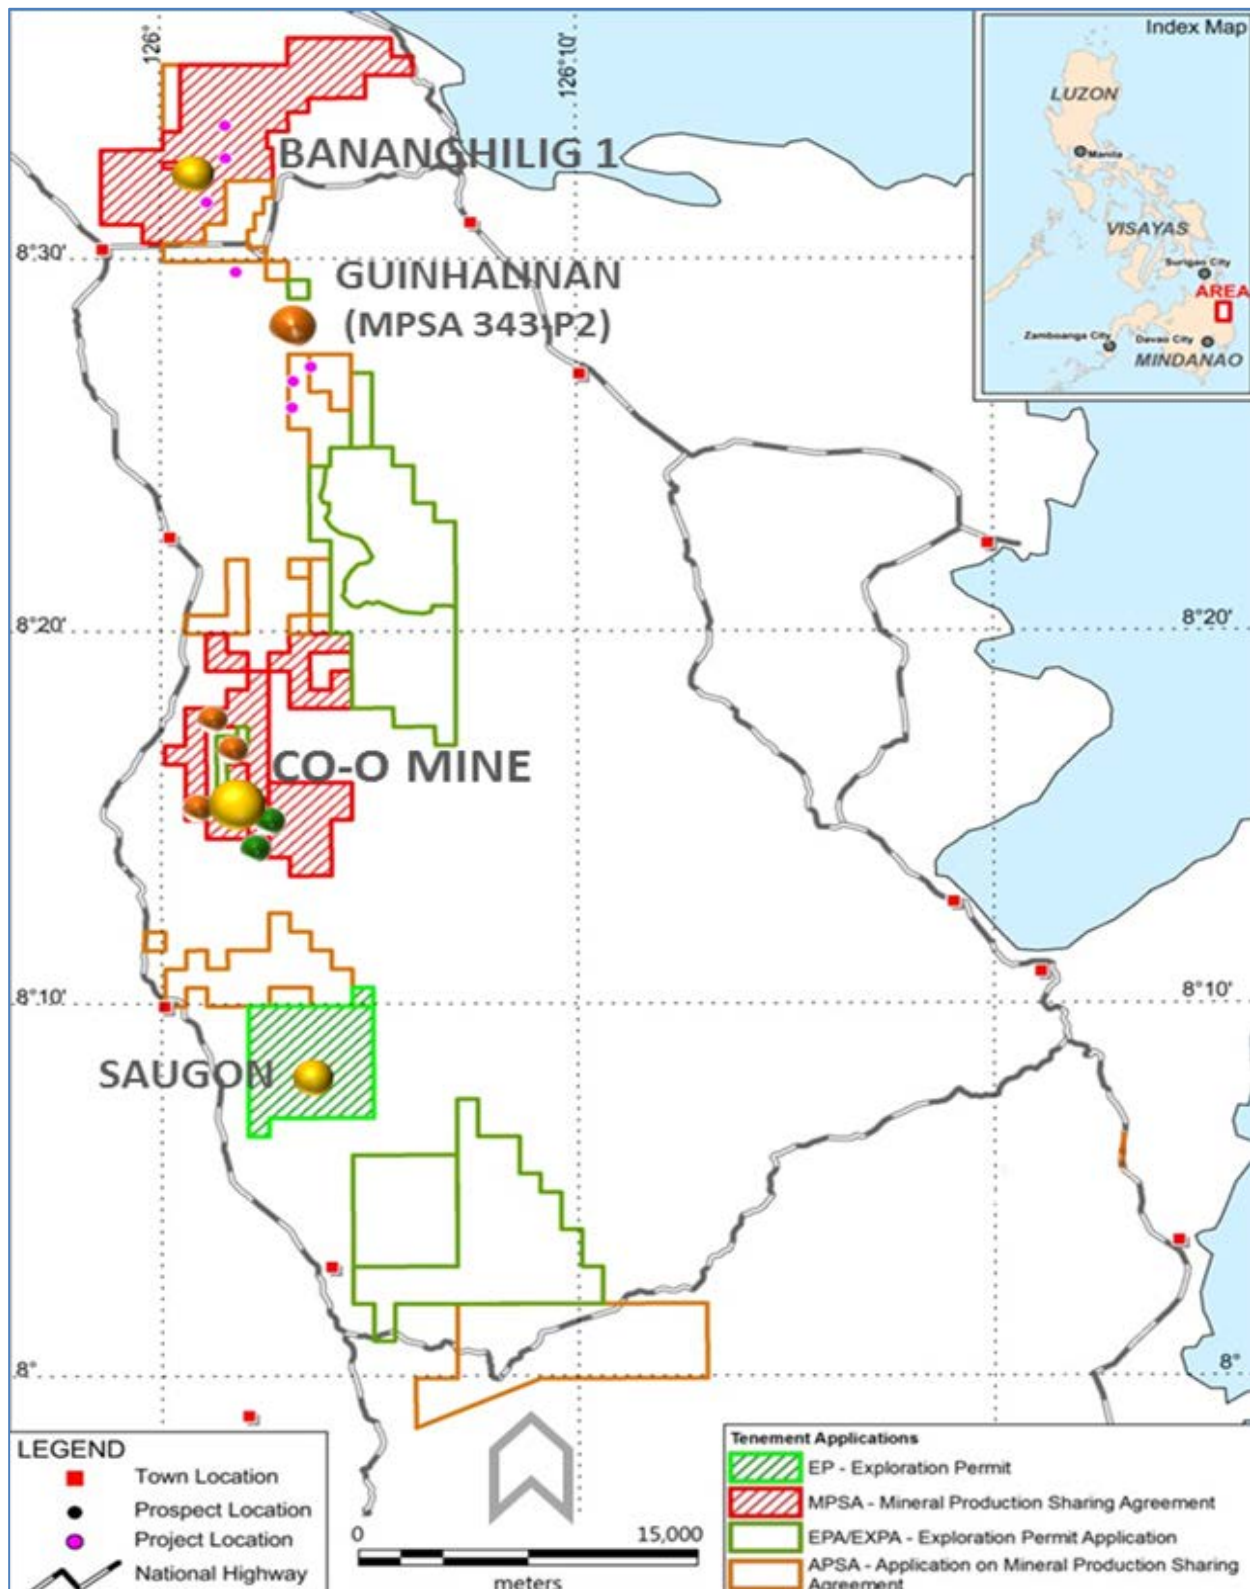 126°
126°10'
Index Map
LUZON
Manila
VISAYAS
Surigao City
AREA
Zamboanga City
Davao City
MINDANAO
BANANGHILIG 1
8°30'
GUINHALINAN
(MPSA 343-P2)
8°20'
8°20'
CO-O MINE
8°10'
8°10'
SAUGON
8°
8°
LEGEND
Town Location
Prospect Location
Project Location
National Highway
0
15,000
meters
Tenement Applications
EP - Exploration Permit
MPSA - Mineral Production Sharing Agreement
EPA/EXPA - Exploration Permit Application
APSA - Application on Mineral Production Sharing
Agreement